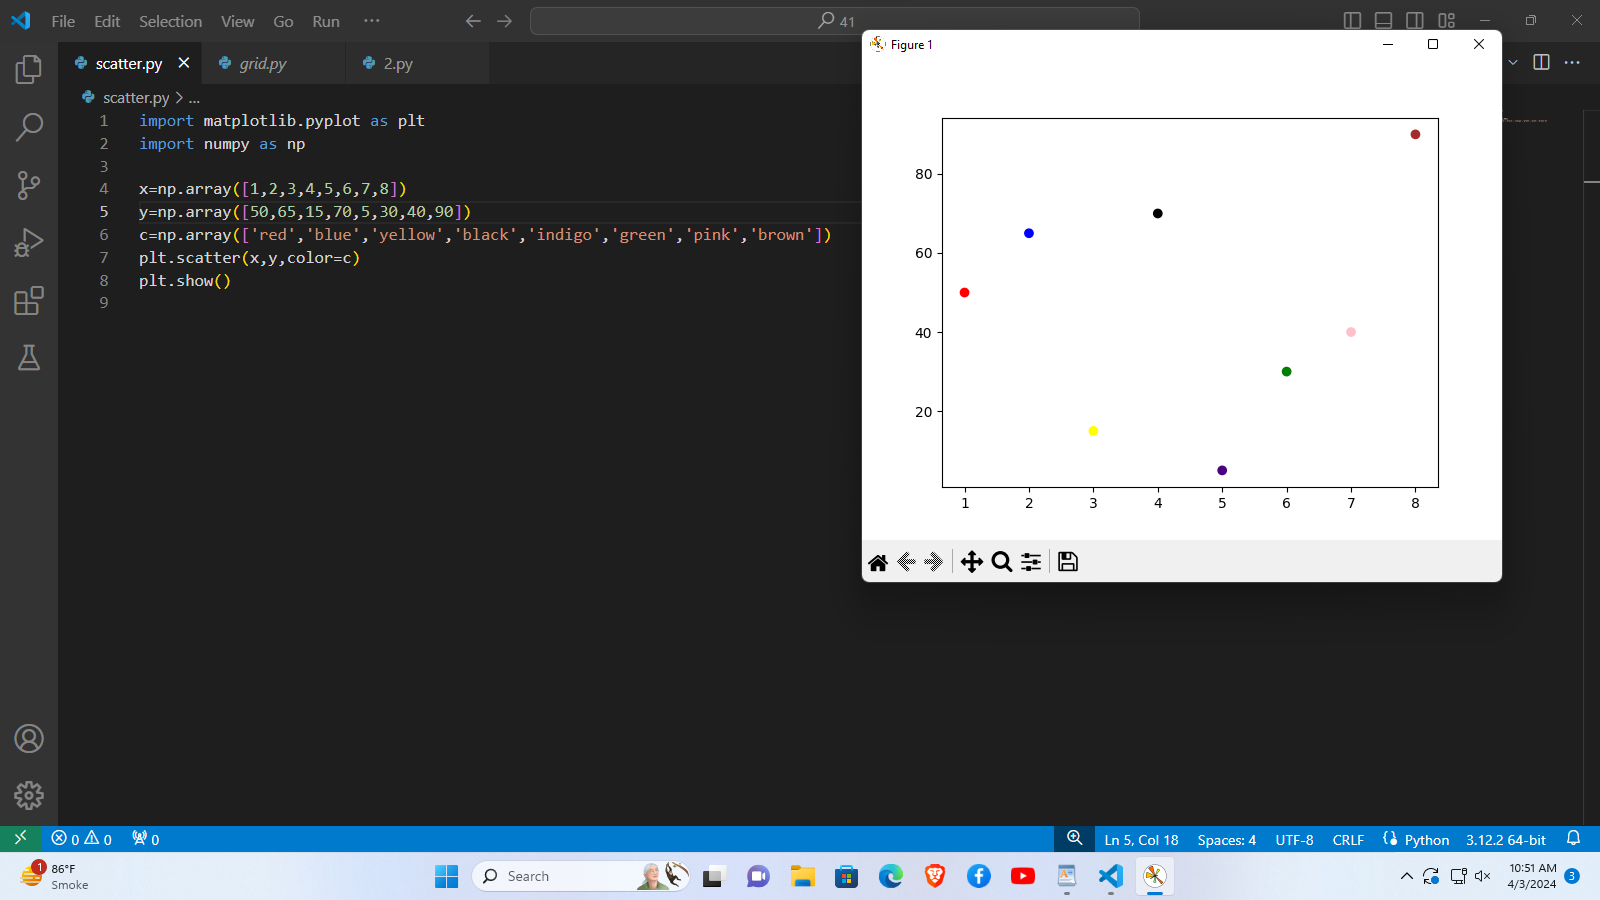 File Edit Selection View Go Run ···
41
scatter.py grid.py 2.py
scatter.py > ...
1 import matplotlib.pyplot as plt
2 import numpy as np
3
4 x=np.array([1,2,3,4,5,6,7,8])
5 y=np.array([50,65,15,70,5,30,40,90])
6 c=np.array(['red','blue','yellow','black','indigo','green','pink','brown'])
7 plt.scatter(x,y,color=c)
8 plt.show()
9
Figure 1
80
60
40
20
1 2 3 4 5 6 7 8
0 0 0 Ln 5, Col 18 Spaces: 4 UTF-8 CRLF Python 3.12.2 64-bit
1 86°F
Smoke
Search
10:51 AM
4/3/2024
3